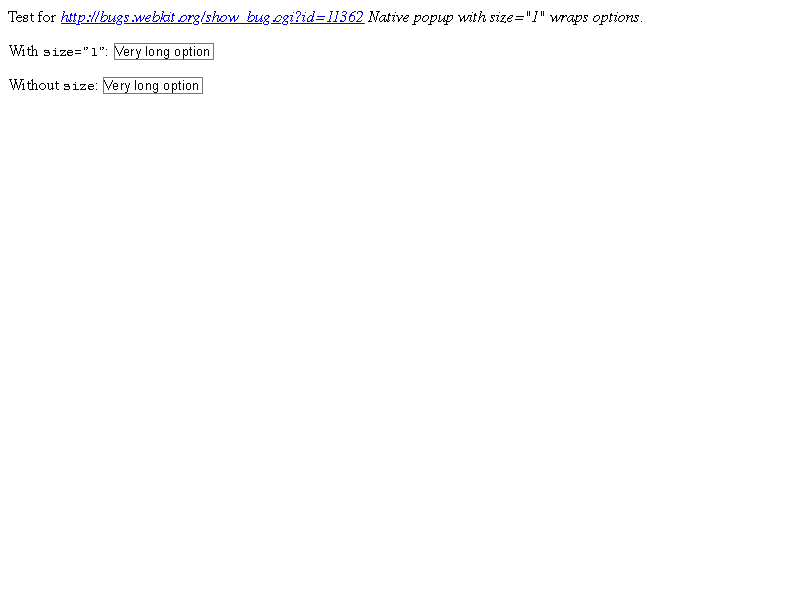 Test for http://bugs.webkit.org/show_bug.cgi?id=11362 Native popup with size="1" wraps options.
With size="1": Very long option
Without size: Very long option